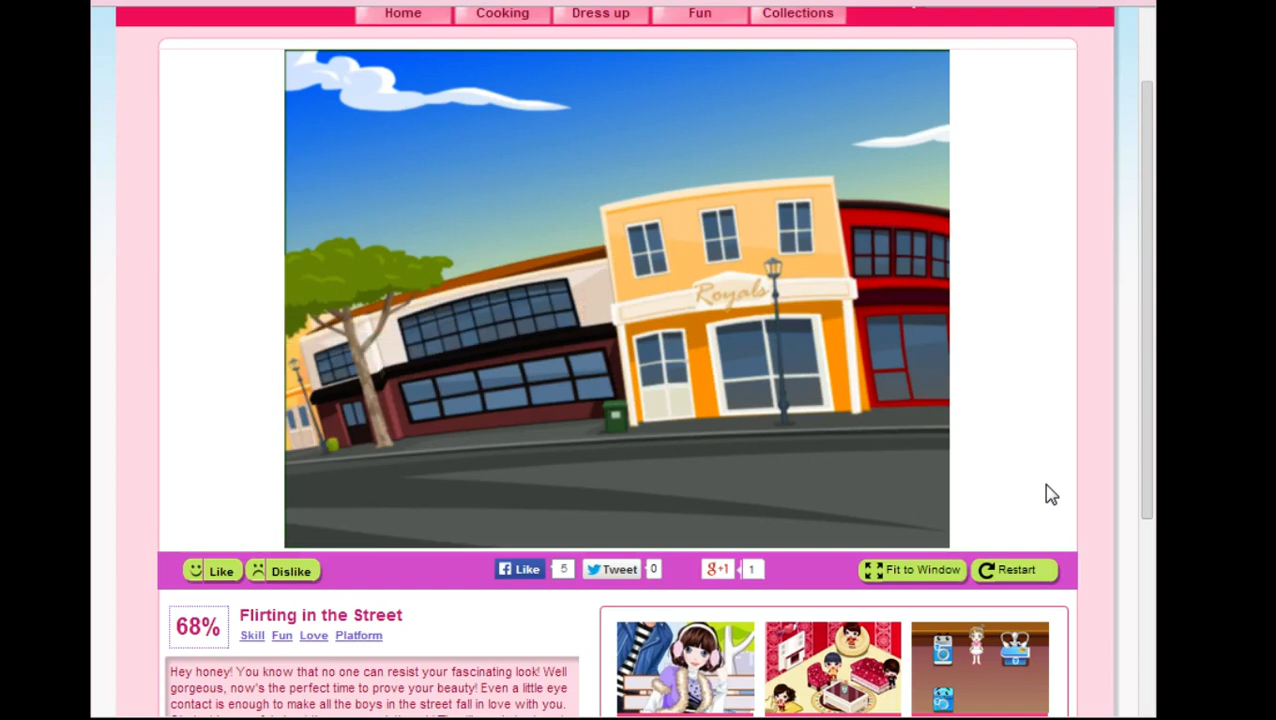 Home Cooking Dress up Fun Collections
Royals
Like Dislike Like 5 Tweet 0 g+1 1 Fit to Window Restart
68% Flirting in the Street
Skill Fun Love Platform
Hey honey! You know that no one can resist your fascinating look! Well
gorgeous, now's the perfect time to prove your beauty! Even a little eye
contact is enough to make all the boys in the street fall in love with you.